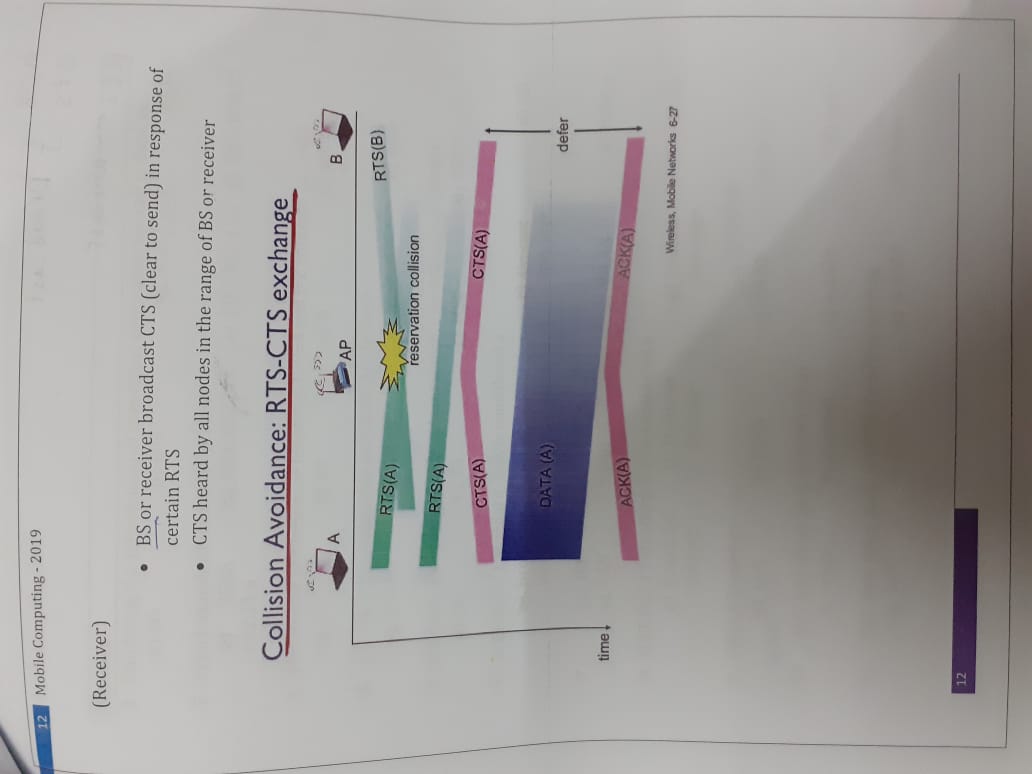 12 Mobile Computing - 2019
(Receiver)
• BS or receiver broadcast CTS (clear to send) in response of
certain RTS
• CTS heard by all nodes in the range of BS or receiver
Collision Avoidance: RTS-CTS exchange
A
AP
B
RTS(A)
RTS(B)
reservation collision
RTS(A)
CTS(A)
CTS(A)
DATA (A)
defer
time
ACK(A)
ACK(A)
Wireless, Mobile Networks 6-27
12